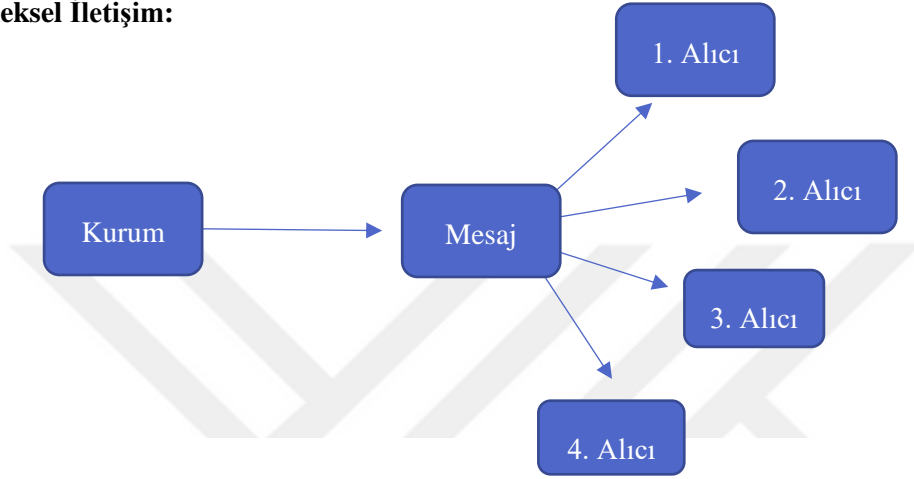 eksel İletişim:
1. Alıcı
2. Alıcı
Kurum
Mesaj
3. Alıcı
4. Alıcı